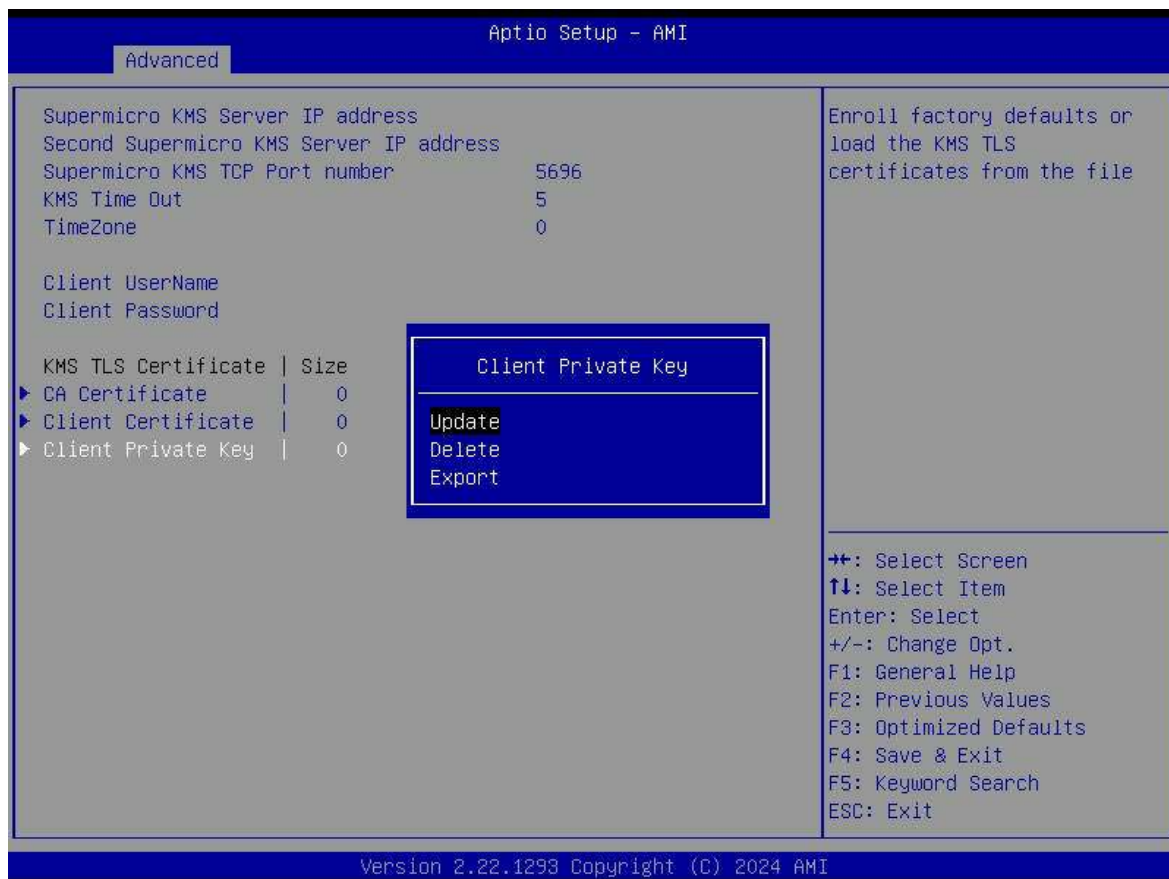 Aptio Setup – AMI
Advanced
Supermicro KMS Server IP address
Second Supermicro KMS Server IP address
Supermicro KMS TCP Port number 5696
KMS Time Out 5
TimeZone 0
Client UserName
Client Password
KMS TLS Certificate | Size
CA Certificate | 0
Client Certificate | 0
Client Private Key | 0
Client Private Key
Update
Delete
Export
Enroll factory defaults or
load the KMS TLS
certificates from the file
→←: Select Screen
↑↓: Select Item
Enter: Select
+/-: Change Opt.
F1: General Help
F2: Previous Values
F3: Optimized Defaults
F4: Save & Exit
F5: Keyword Search
ESC: Exit
Version 2.22.1293 Copyright (C) 2024 AMI